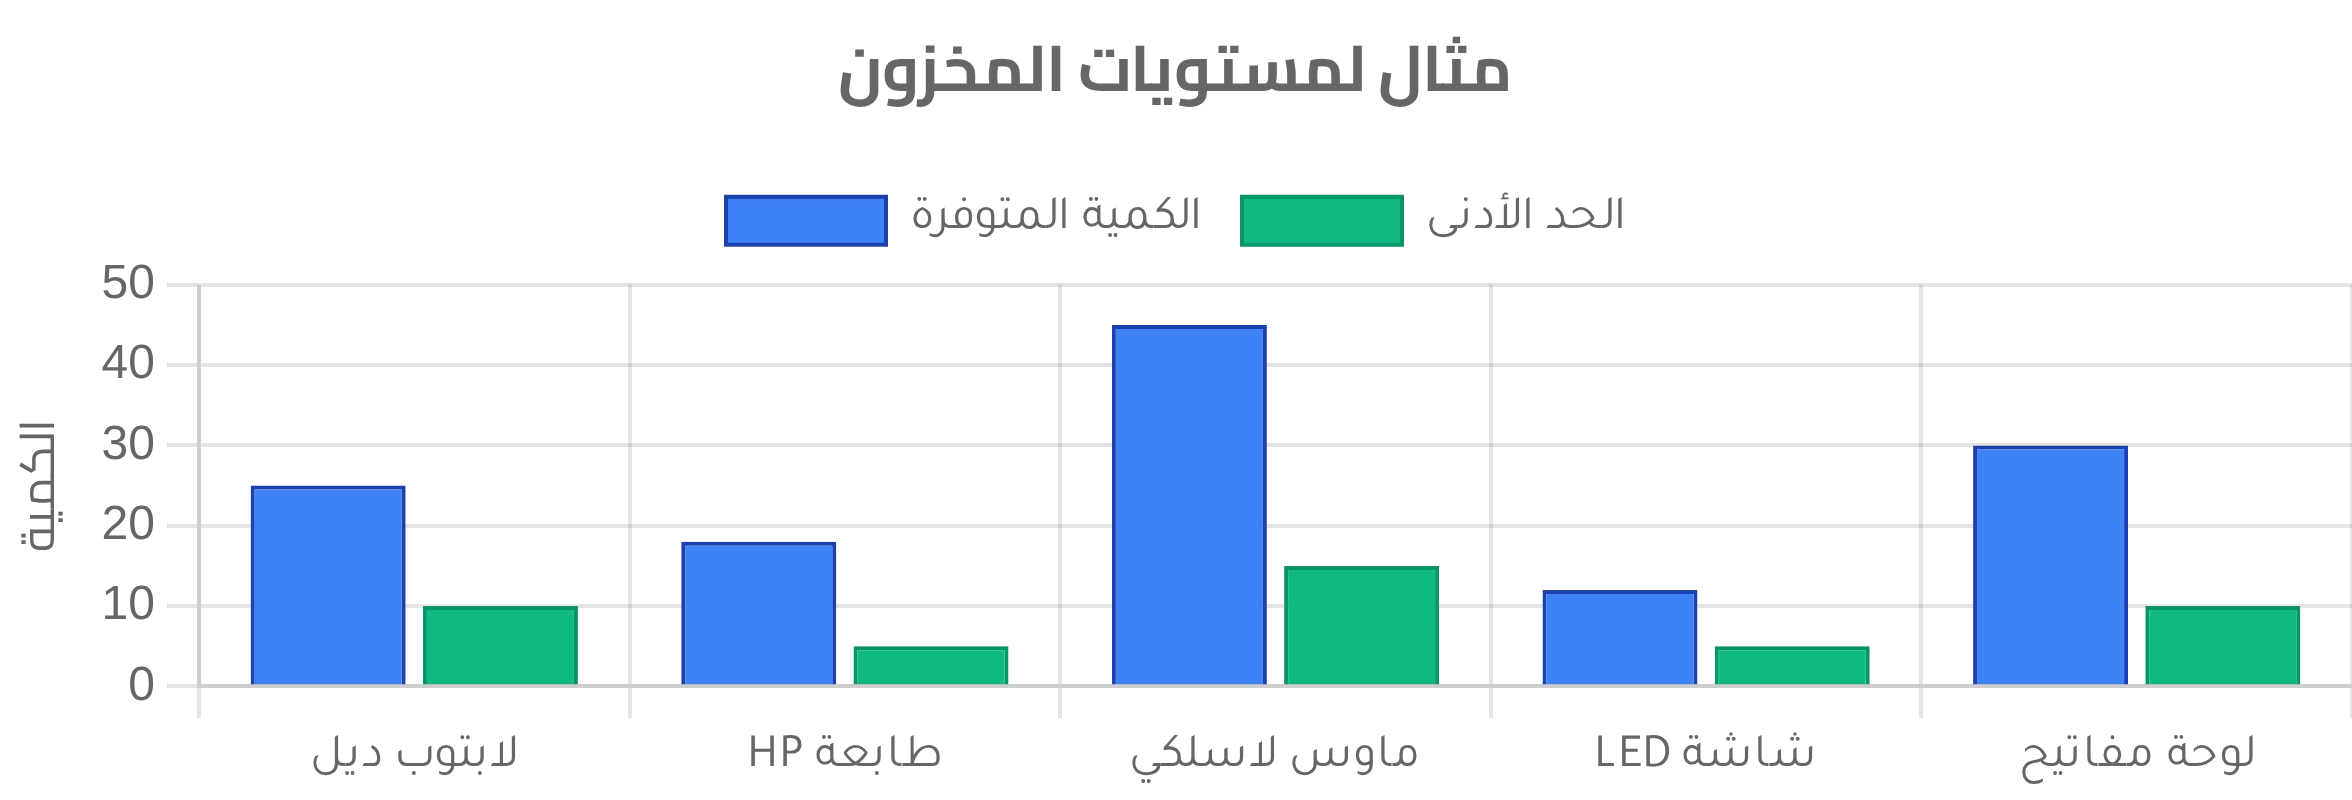 مثال لمستويات المخزون
الكمية المتوفرة
الحد الأدنى
الكمية
50
40
30
20
10
0
لابتوب ديل
طابعة HP
ماوس لاسلكي
شاشة LED
لوحة مفاتيح